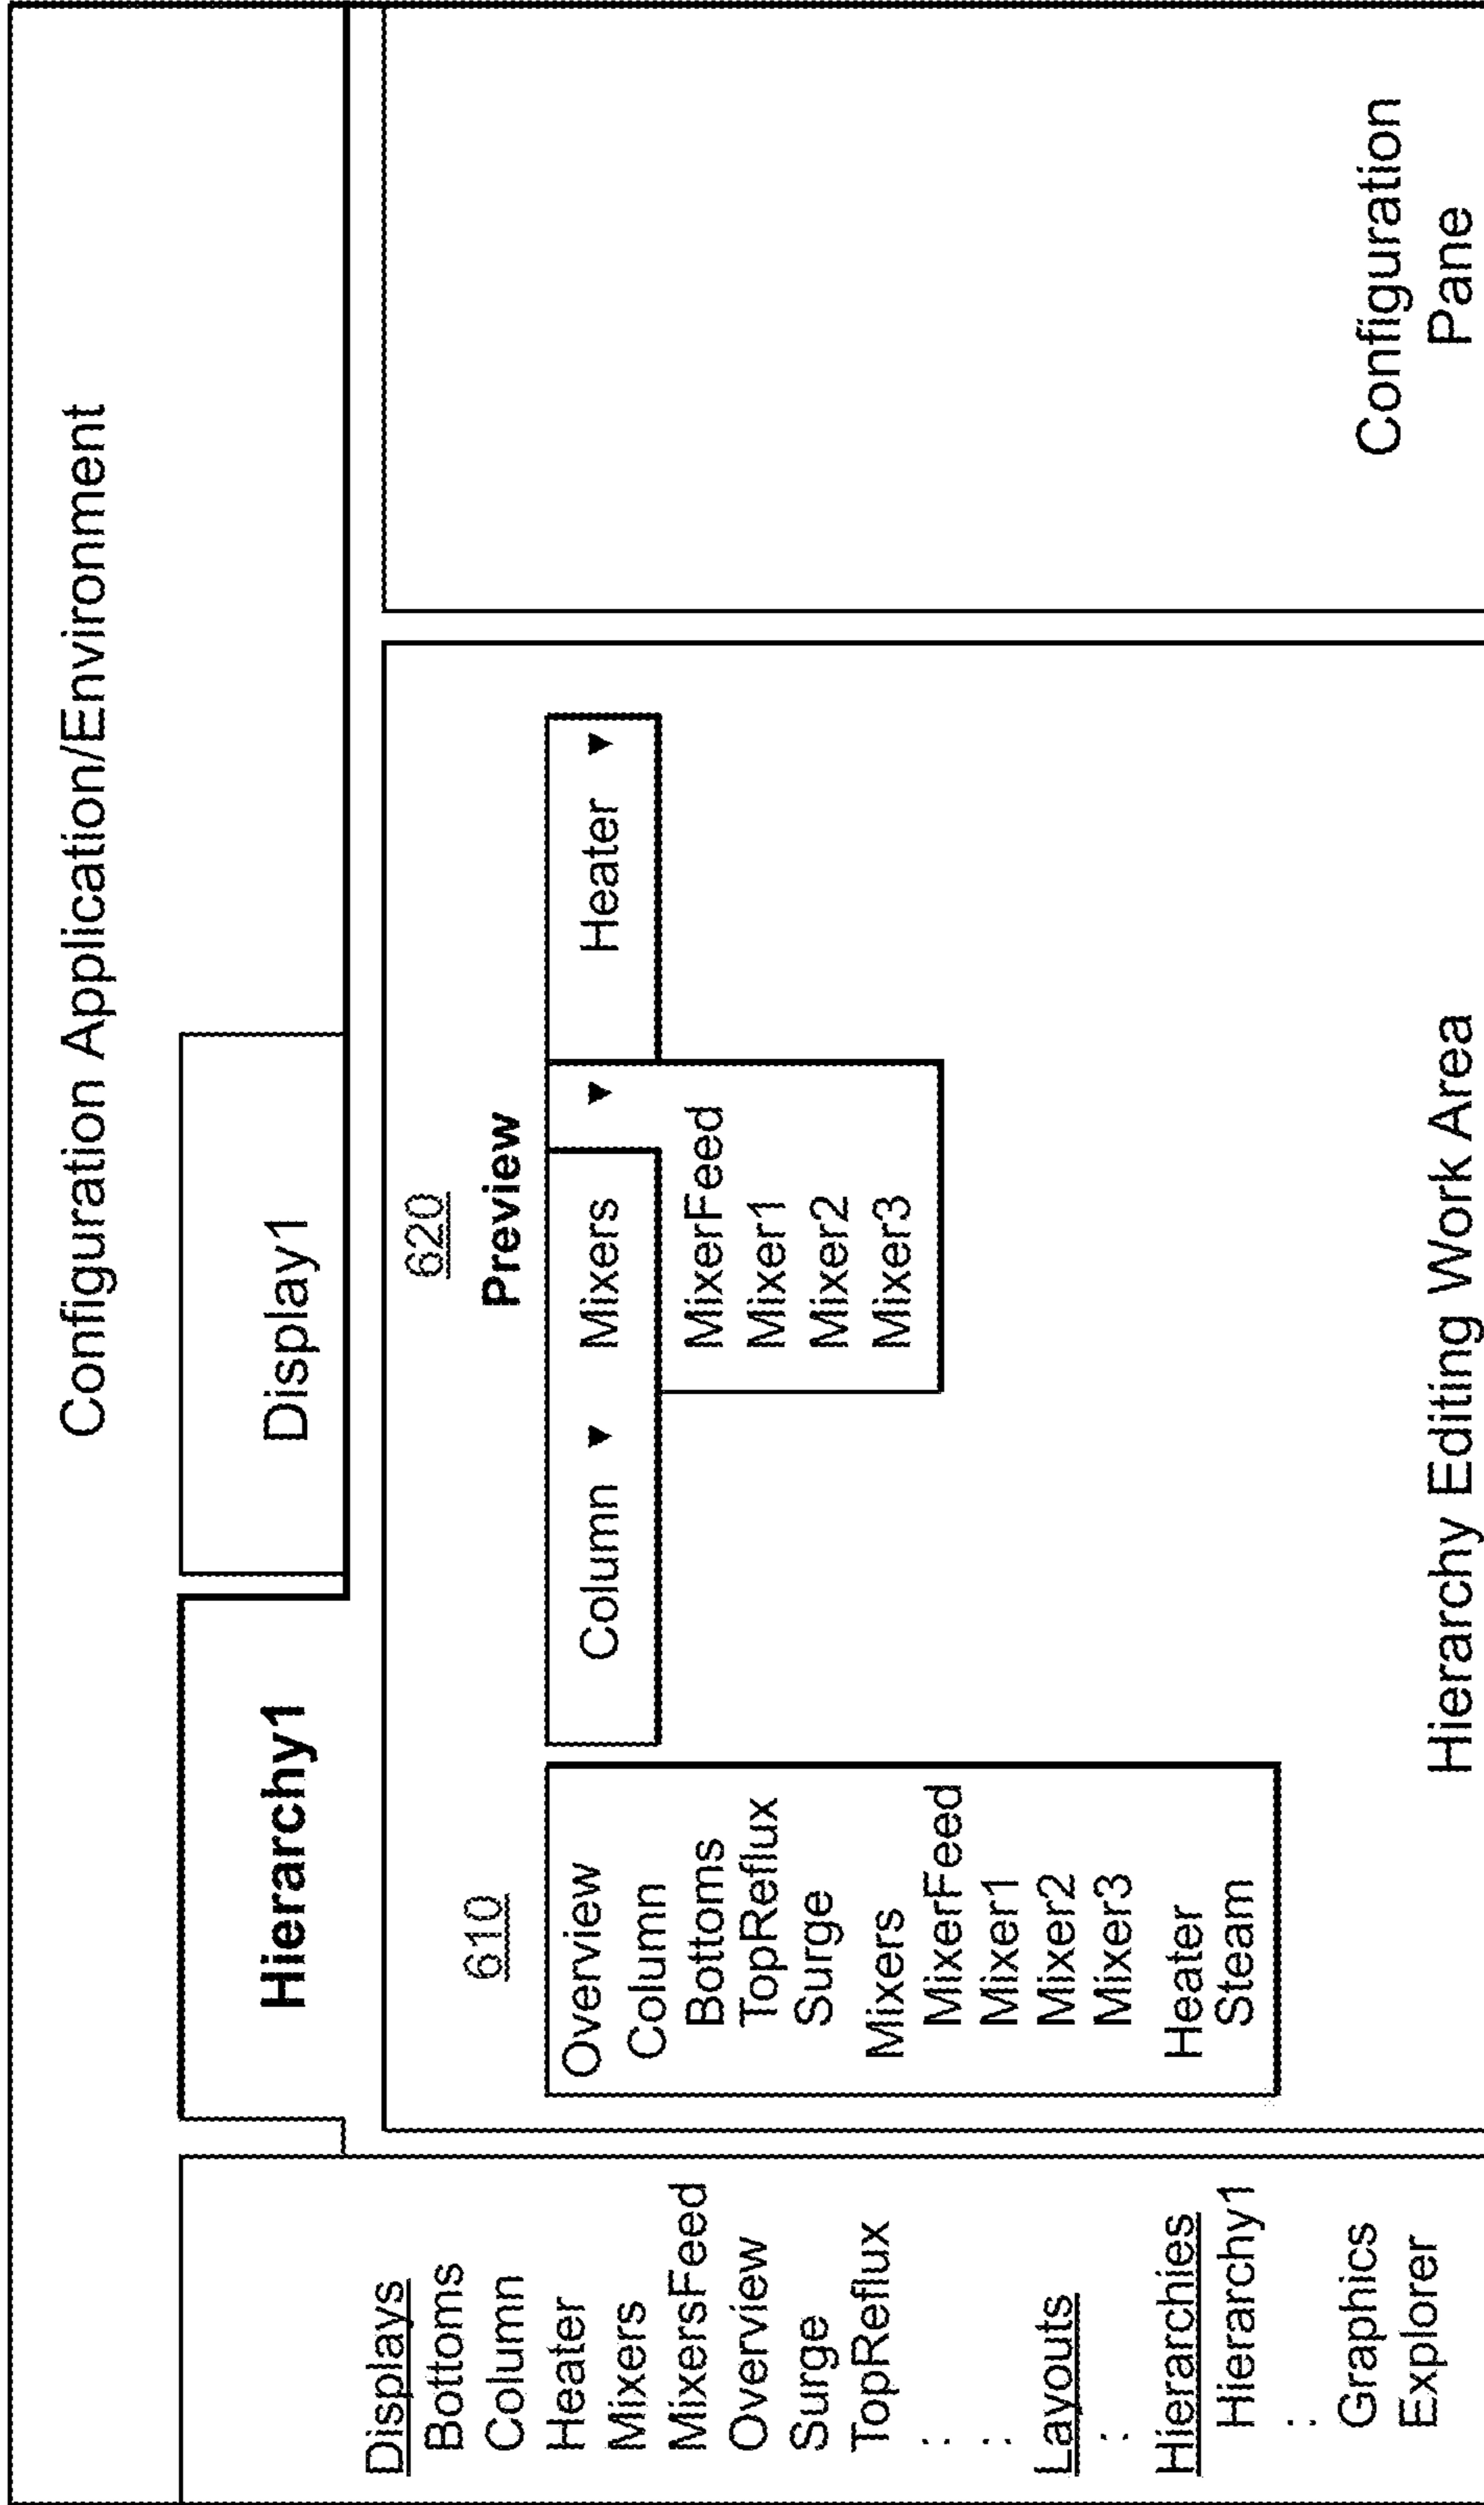 Configuration Application/Environment
Hierarchy1
Display1
Displays
Bottoms
Column
Heater
Mixers
MixersFeed
Overview
Surge
TopReflux
:
:
Layouts
:
Hierarchies
Hierarchy1
:
Graphics
Explorer
610
Overview
Column
Bottoms
TopReflux
Surge
Mixers
MixerFeed
Mixer1
Mixer2
Mixer3
Heater
Steam
620
Preview
Column ▼ Mixers ▼ Heater ▼
MixerFeed
Mixer1
Mixer2
Mixer3
Hierarchy Editing Work Area
Configuration
Pane